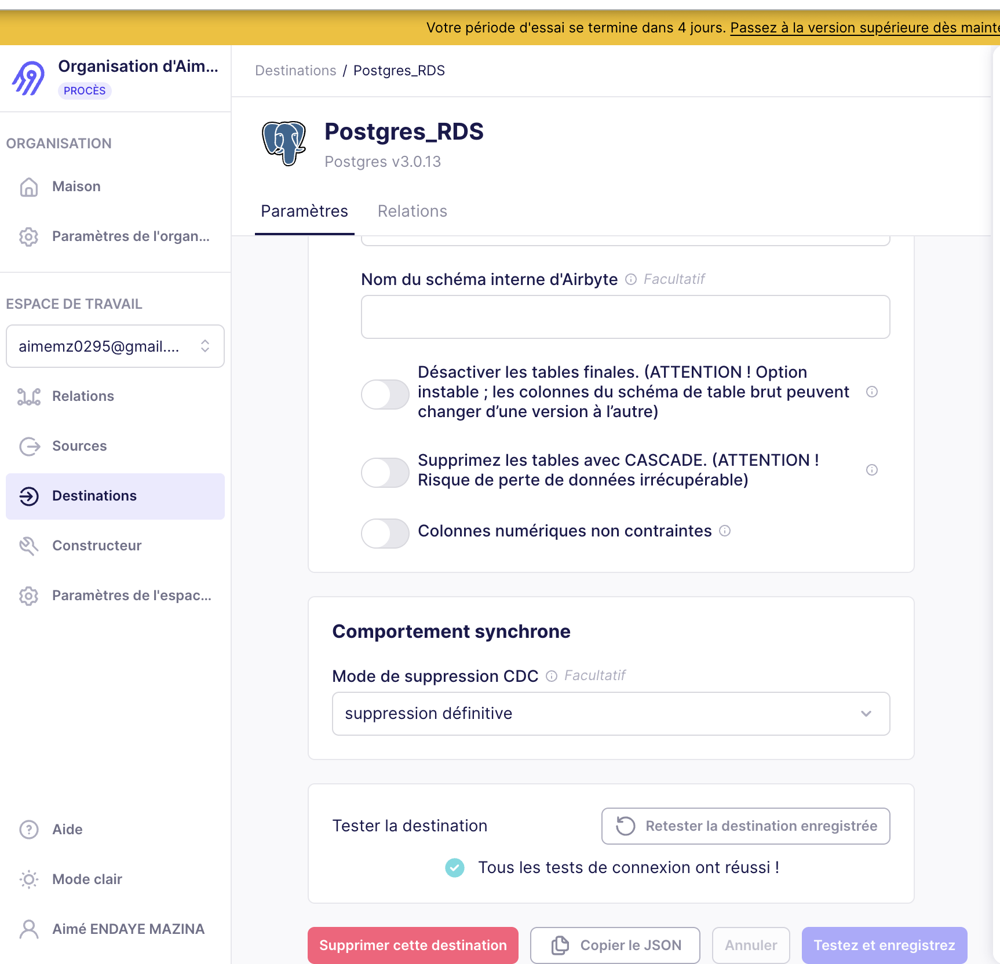 Votre période d'essai se termine dans 4 jours. Passez à la version supérieure dès
Organisation d'Aim...
PROCÈS
ORGANISATION
Maison
Paramètres de l'organ...
ESPACE DE TRAVAIL
aimemz0295@gmail....
Relations
Sources
Destinations
Constructeur
Paramètres de l'espac...
Aide
Mode clair
Aimé ENDAYE MAZINA
Destinations / Postgres_RDS
Postgres_RDS
Postgres v3.0.13
Paramètres Relations
Nom du schéma interne d'Airbyte Facultatif
Désactiver les tables finales. (ATTENTION ! Option
instable ; les colonnes du schéma de table brut peuvent
changer d’une version à l’autre)
Supprimez les tables avec CASCADE. (ATTENTION !
Risque de perte de données irrécupérable)
Colonnes numériques non contraintes
Comportement synchrone
Mode de suppression CDC Facultatif
suppression définitive
Tester la destination
Retester la destination enregistrée
Tous les tests de connexion ont réussi !
Supprimer cette destination
Copier le JSON
Annuler
Testez et enregistrez